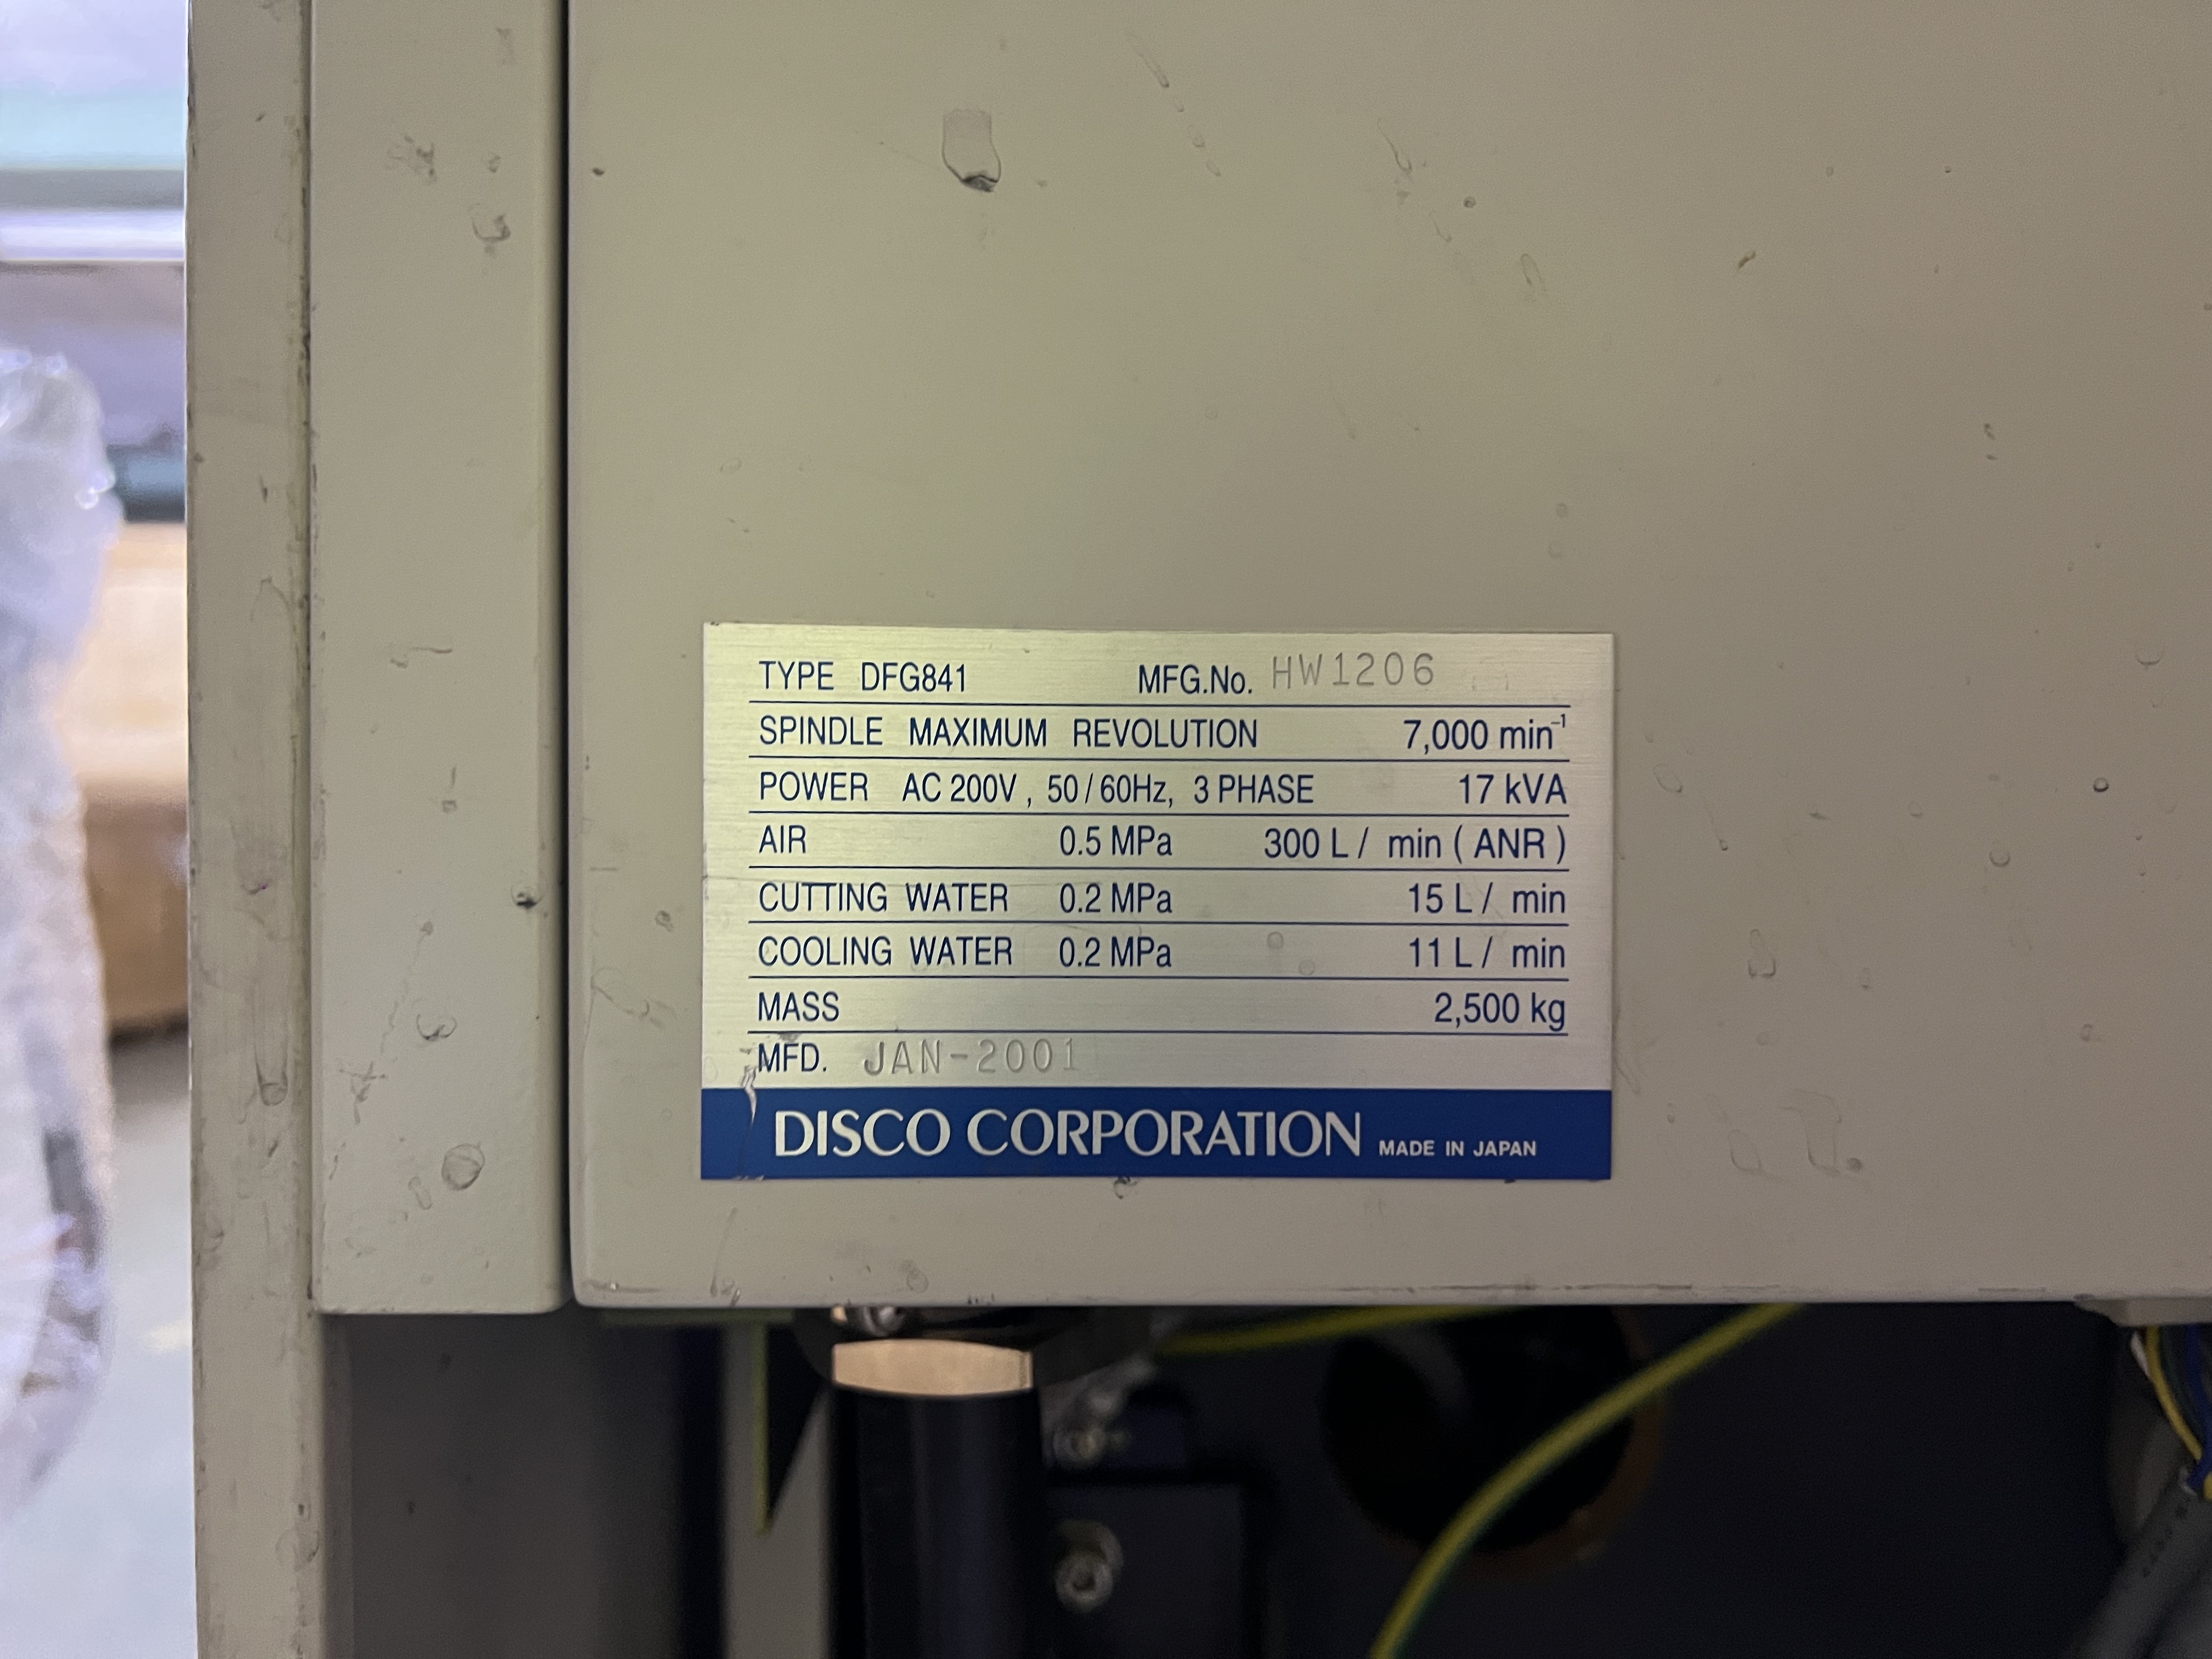 TYPE DFG841 MFG.No. HW1206
SPINDLE MAXIMUM REVOLUTION 7,000 min⁻¹
POWER AC 200V, 50/60Hz, 3 PHASE 17 kVA
AIR 0.5 MPa 300 L/ min (ANR)
CUTTING WATER 0.2 MPa 15 L/ min
COOLING WATER 0.2 MPa 11 L/ min
MASS 2,500 kg
MFD. JAN-2001
DISCO CORPORATION MADE IN JAPAN